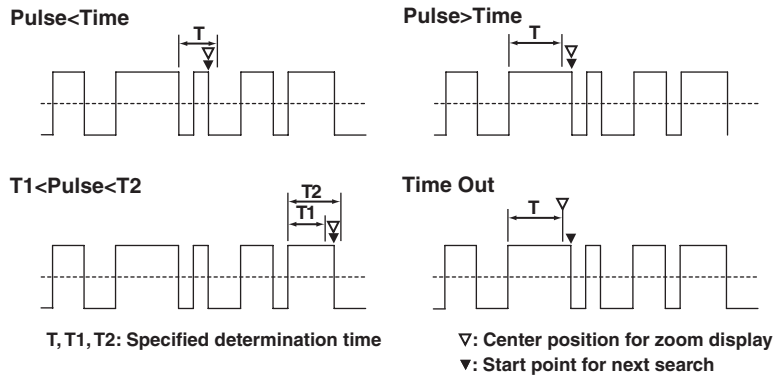 Pulse<Time
Pulse>Time
T
T
T1<Pulse<T2
Time Out
T2
T1
T
T, T1, T2: Specified determination time
▽: Center position for zoom display
▼: Start point for next search